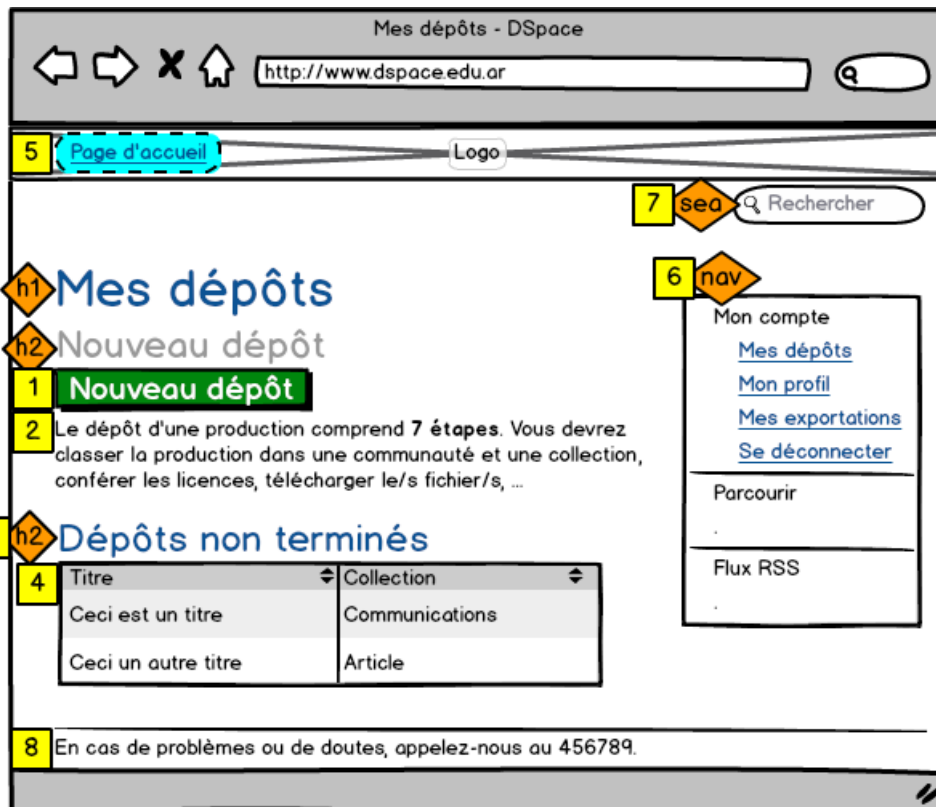 Mes dépôts - DSpace
http://www.dspace.edu.ar
5 Page d'accueil Logo
7 sea Rechercher
h1 Mes dépôts
6 nav
h2 Nouveau dépôt
1 Nouveau dépôt
2 Le dépôt d'une production comprend 7 étapes. Vous devrez
classer la production dans une communauté et une collection,
conférer les licences, télécharger le/s fichier/s, ...
Mon compte
Mes dépôts
Mon profil
Mes exportations
Se déconnecter
Parcourir
.
Flux RSS
.
h2 Dépôts non terminés
4 Titre Collection
Ceci est un titre Communications
Ceci un autre titre Article
8 En cas de problèmes ou de doutes, appelez-nous au 456789.